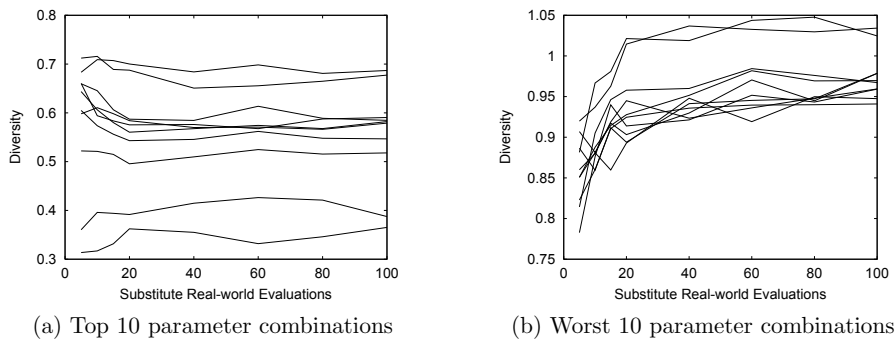 0.8
0.7
0.6
0.5
0.4
0.3
Diversity
0 20 40 60 80 100
Substitute Real-world Evaluations
(a) Top 10 parameter combinations
1.05
1
0.95
0.9
0.85
0.8
0.75
Diversity
0 20 40 60 80 100
Substitute Real-world Evaluations
(b) Worst 10 parameter combinations